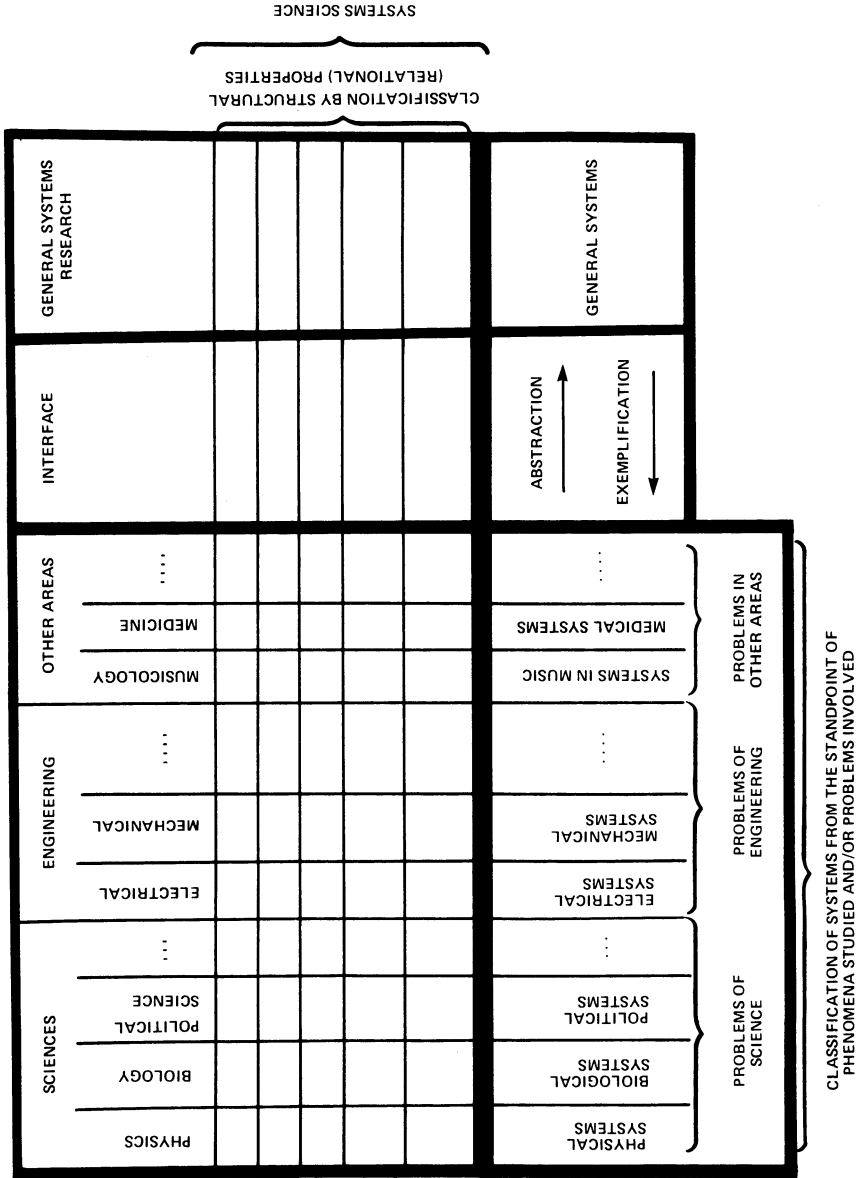 SYSTEMS SCIENCE
CLASSIFICATION BY STRUCTURAL
(RELATIONAL) PROPERTIES
SCIENCES
ENGINEERING
OTHER AREAS
INTERFACE
GENERAL SYSTEMS
RESEARCH
PHYSICS
BIOLOGY
POLITICAL
SCIENCE
....
ELECTRICAL
MECHANICAL
.....
MUSICOLOGY
MEDICINE
.....
PHYSICAL
SYSTEMS
BIOLOGICAL
SYSTEMS
POLITICAL
SYSTEMS
...
ELECTRICAL
SYSTEMS
MECHANICAL
SYSTEMS
....
SYSTEMS IN MUSIC
MEDICAL SYSTEMS
....
ABSTRACTION
EXEMPLIFICATION
GENERAL SYSTEMS
PROBLEMS OF
SCIENCE
PROBLEMS OF
ENGINEERING
PROBLEMS IN
OTHER AREAS
CLASSIFICATION OF SYSTEMS FROM THE STANDPOINT OF
PHENOMENA STUDIED AND/OR PROBLEMS INVOLVED